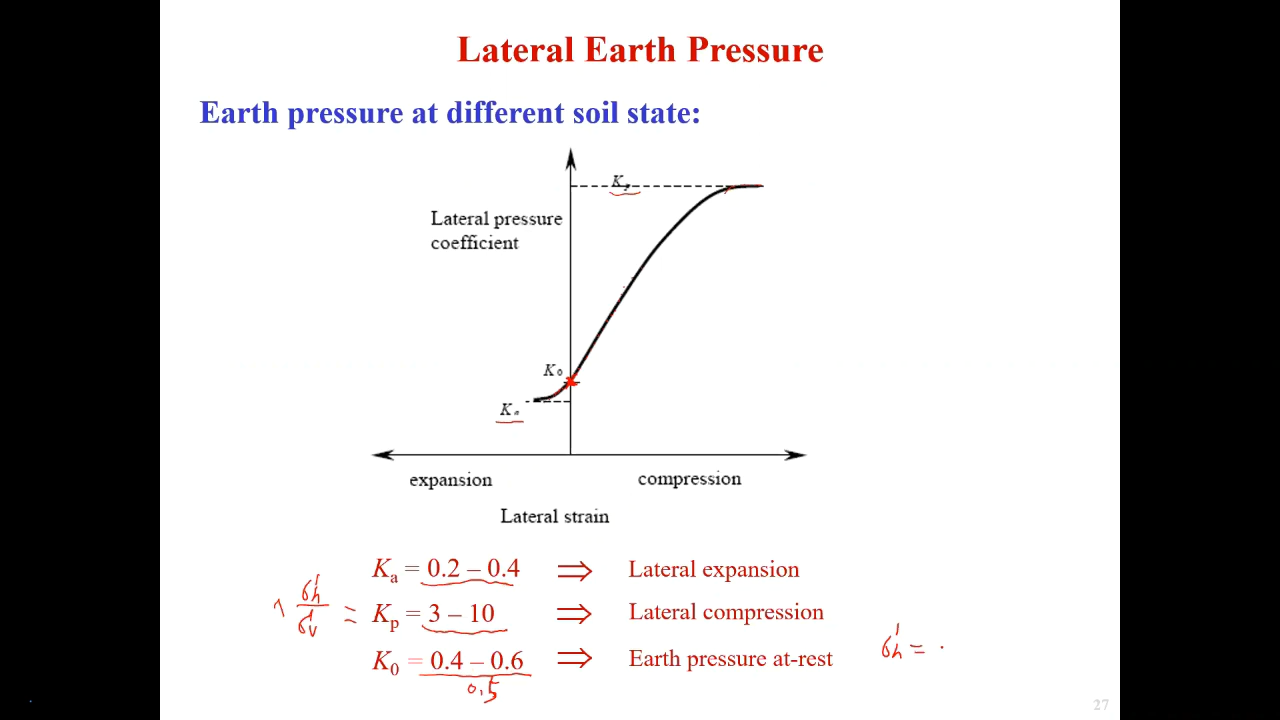 Lateral Earth Pressure
Earth pressure at different soil state:
Kp
Lateral pressure
coefficient
K0
Ka
expansion
compression
Lateral strain
Ka = 0.2 – 0.4 ⇒ Lateral expansion
σ'h / σ'v = Kp = 3 – 10 ⇒ Lateral compression
K0 = 0.4 – 0.6 ⇒ Earth pressure at-rest
σ'h = .
0.5
27